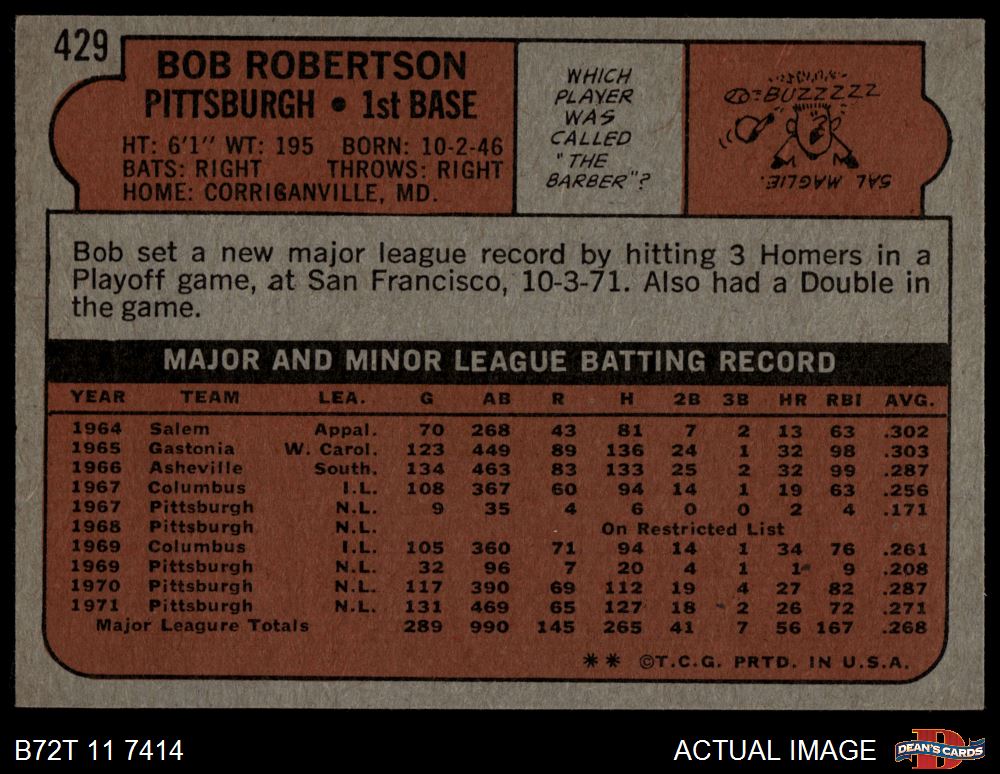 429
BOB ROBERTSON
PITTSBURGH • 1st BASE
HT: 6'1" WT: 195 BORN: 10-2-46
BATS: RIGHT THROWS: RIGHT
HOME: CORRIGANVILLE, MD.
WHICH
PLAYER
WAS
CALLED
"THE
BARBER"?
BUZZZZZ
SAL MAGLIE.
Bob set a new major league record by hitting 3 Homers in a
Playoff game, at San Francisco, 10-3-71. Also had a Double in
the game.
MAJOR AND MINOR LEAGUE BATTING RECORD
YEAR TEAM LEA. G AB R H 2B 3B HR RBI AVG.
1964 Salem Appal. 70 268 43 81 7 2 13 63 .302
1965 Gastonia W. Carol. 123 449 89 136 24 1 32 98 .303
1966 Asheville South. 134 463 83 133 25 2 32 99 .287
1967 Columbus I.L. 108 367 60 94 14 1 19 63 .256
1967 Pittsburgh N.L. 9 35 4 6 0 0 2 4 .171
1968 Pittsburgh N.L. On Restricted List
1969 Columbus I.L. 105 360 71 94 14 1 34 76 .261
1969 Pittsburgh N.L. 32 96 7 20 4 1 1 9 .208
1970 Pittsburgh N.L. 117 390 69 112 19 4 27 82 .287
1971 Pittsburgh N.L. 131 469 65 127 18 2 26 72 .271
Major Leagure Totals 289 990 145 265 41 7 56 167 .268
** ©T.C.G. PRTD. IN U.S.A.
B72T 11 7414
ACTUAL IMAGE
DEAN'S CARDS